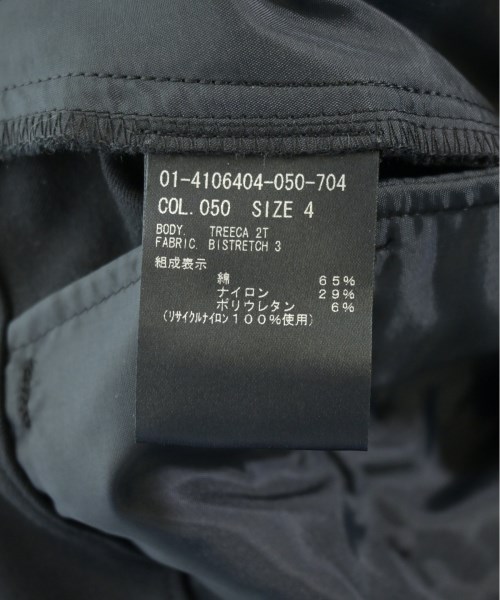 01-4106404-050-704
COL.050 SIZE 4
BODY. TREECA 2T
FABRIC. BISTRETCH 3
組成表示
綿 65%
ナイロン 29%
ポリウレタン 6%
(リサイクルナイロン100%使用)